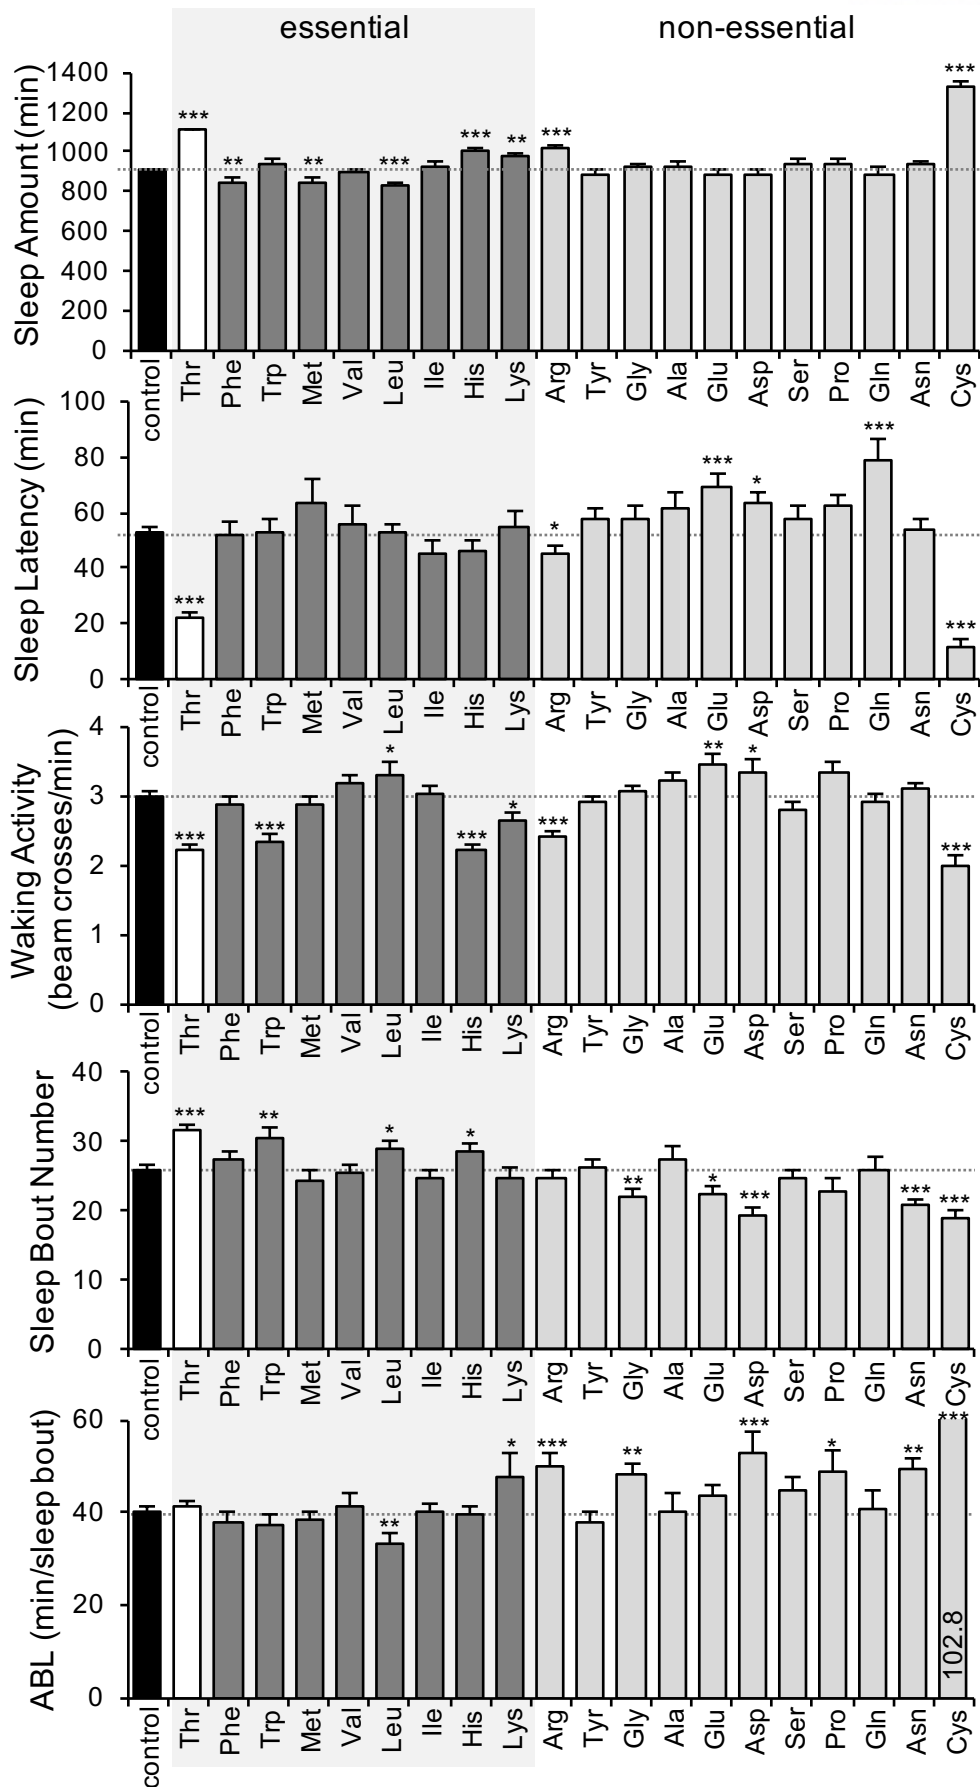 essential non-essential
Sleep Amount (min)
1400
1200
1000
800
600
400
200
0
*** ** ** *** *** ** *** ***
control Thr Phe Trp Met Val Leu Ile His Lys Arg Tyr Gly Ala Glu Asp Ser Pro Gln Asn Cys
Sleep Latency (min)
100
80
60
40
20
0
*** * *** * *** ***
control Thr Phe Trp Met Val Leu Ile His Lys Arg Tyr Gly Ala Glu Asp Ser Pro Gln Asn Cys
Waking Activity
(beam crosses/min)
4
3
2
1
0
*** *** * *** * *** ** * ***
control Thr Phe Trp Met Val Leu Ile His Lys Arg Tyr Gly Ala Glu Asp Ser Pro Gln Asn Cys
Sleep Bout Number
40
30
20
10
0
*** ** * * ** * *** *** ***
control Thr Phe Trp Met Val Leu Ile His Lys Arg Tyr Gly Ala Glu Asp Ser Pro Gln Asn Cys
ABL (min/sleep bout)
60
40
20
0
** * *** ** *** * ** ***
102.8
control Thr Phe Trp Met Val Leu Ile His Lys Arg Tyr Gly Ala Glu Asp Ser Pro Gln Asn Cys